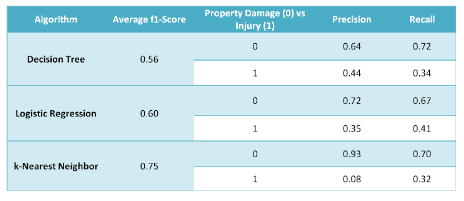 Algorithm Average f1-Score Property Damage (0) vs Injury (1) Precision Recall
Decision Tree 0.56 0 0.64 0.72
1 0.44 0.34
Logistic Regression 0.60 0 0.72 0.67
1 0.35 0.41
k-Nearest Neighbor 0.75 0 0.93 0.70
1 0.08 0.32